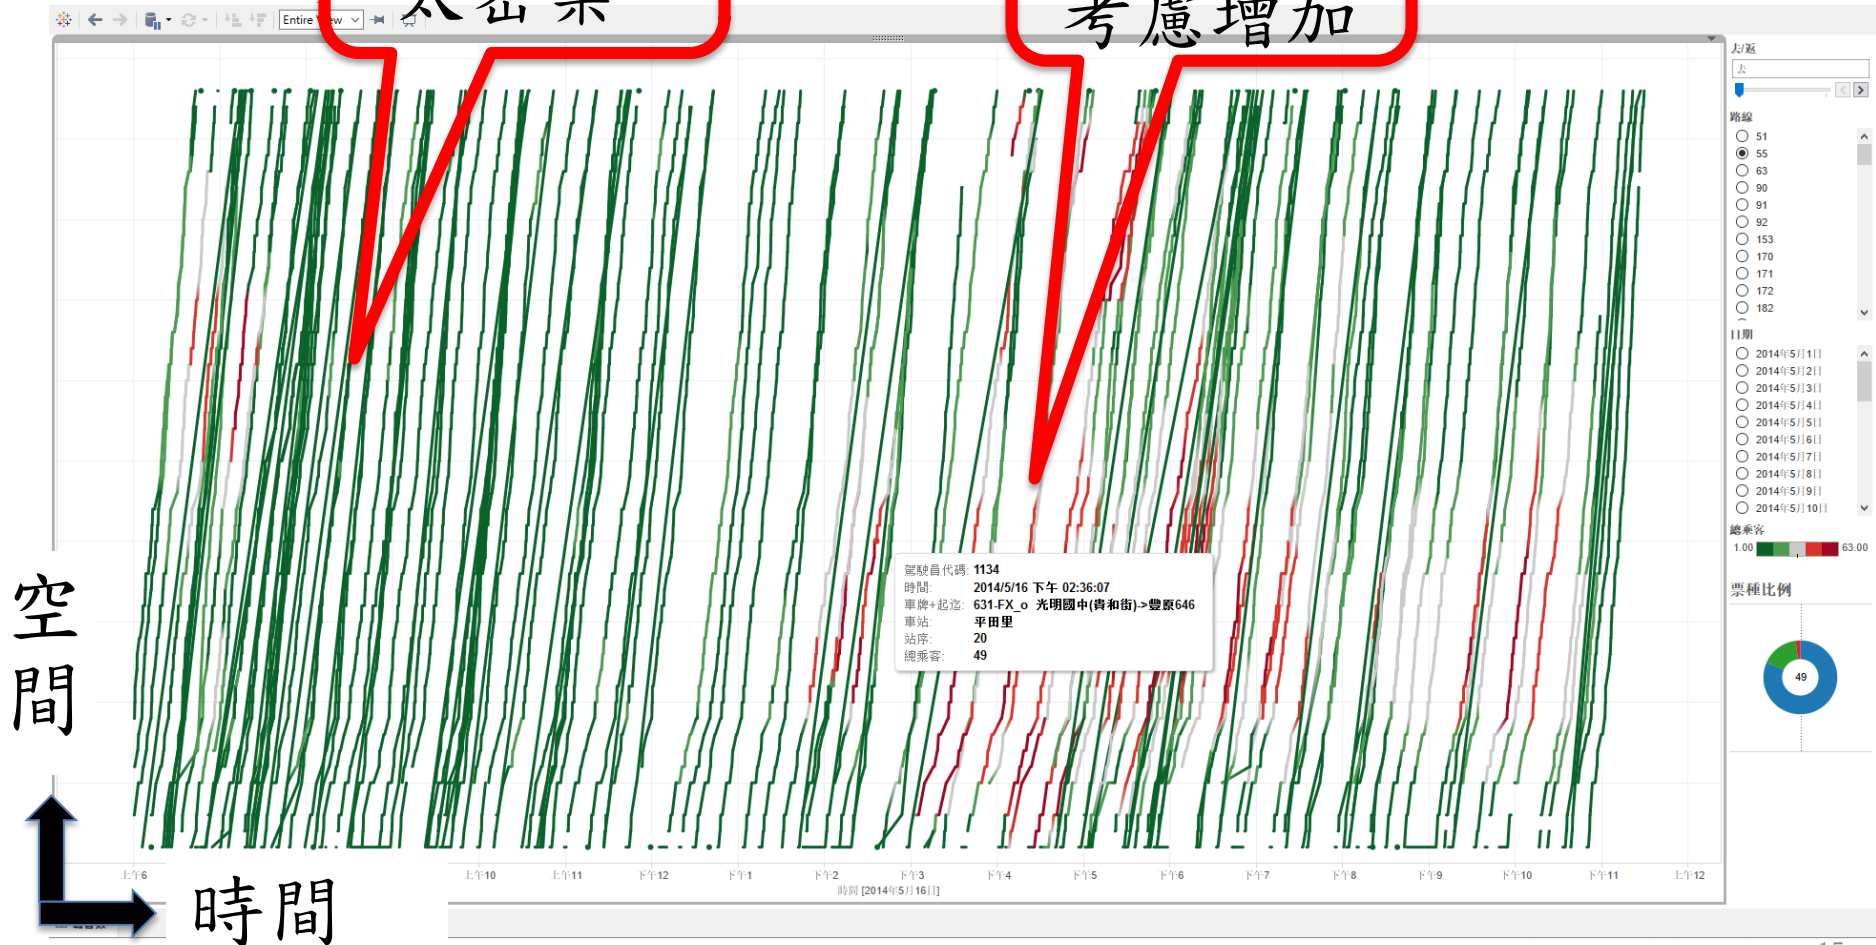 太密集
考慮增加
Entire View
去/返
去
路線
51
55
63
90
91
92
153
170
171
172
182
日期
2014年5月1日
2014年5月2日
2014年5月3日
2014年5月4日
2014年5月5日
2014年5月6日
2014年5月7日
2014年5月8日
2014年5月9日
2014年5月10日
總乘客
1.00
63.00
票種比例
49
駕駛員代碼: 1134
時間: 2014/5/16 下午 02:36:07
車牌+起迄: 631-FX_o 光明國中(貴和街)->豐原646
車站: 平田里
站序: 20
總乘客: 49
空間
上午6
上午10
上午11
下午12
下午1
下午2
下午3
下午4
下午5
下午6
下午7
下午8
下午9
下午10
下午11
上午12
時間 [2014年5月16日]
時間